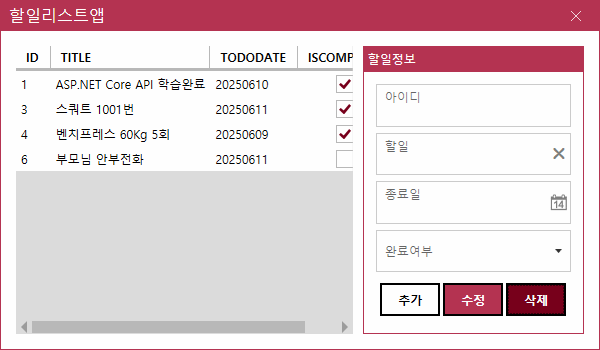 할일리스트앱
ID TITLE TODODATE ISCOMP
1 ASP.NET Core API 학습완료 20250610
3 스쿼트 1001번 20250611
4 벤치프레스 60Kg 5회 20250609
6 부모님 안부전화 20250611
할일정보
아이디
할일
종료일
14
완료여부
추가 수정 삭제